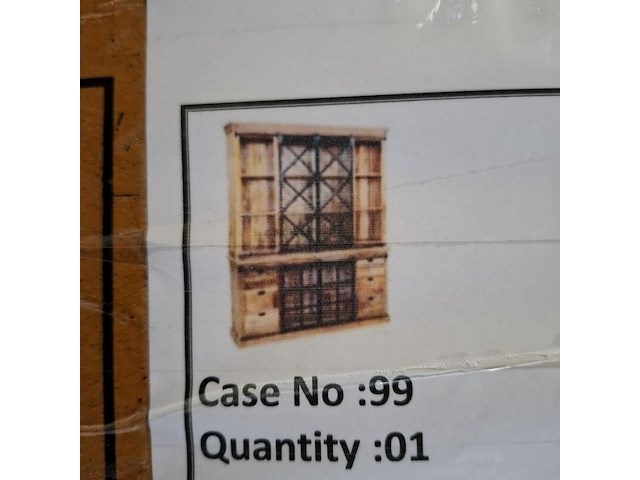 Case No :99
Quantity :01